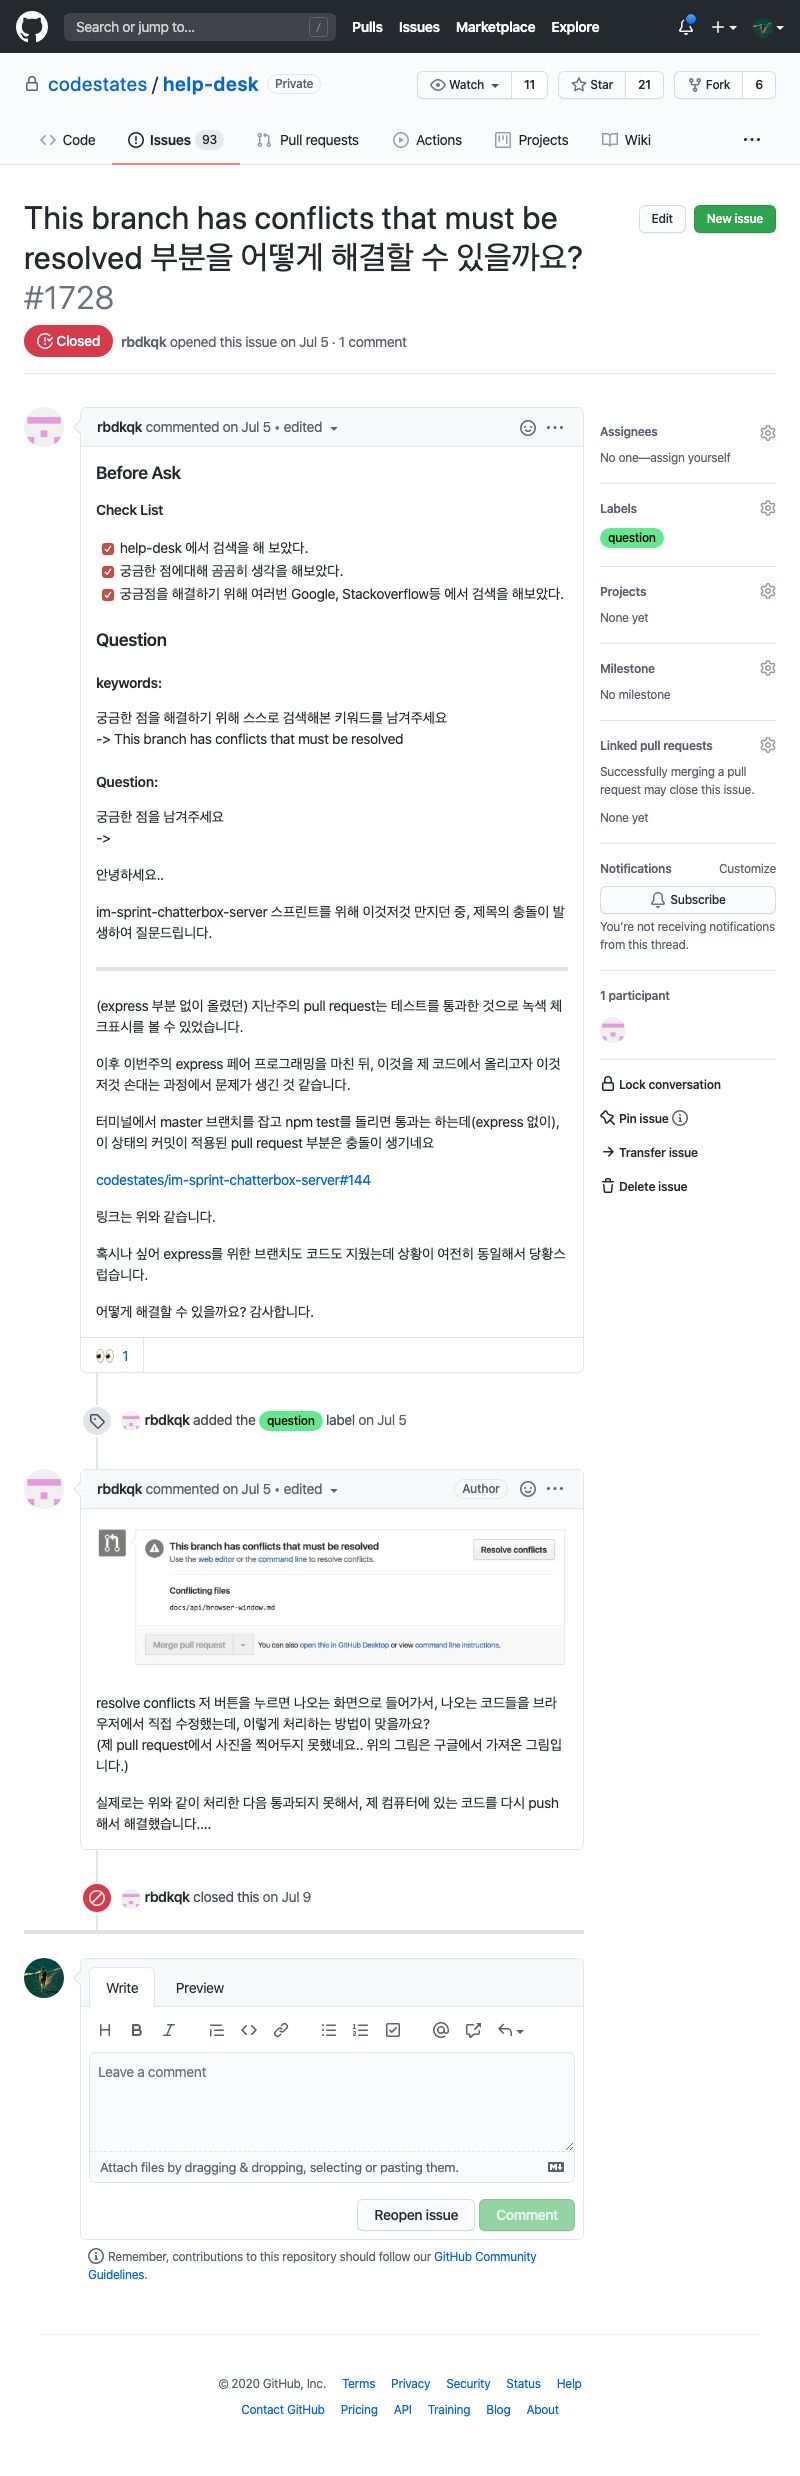 Search or jump to... /
Pulls Issues Marketplace Explore
codestates / help-desk Private
Watch 11 Star 21 Fork 6
Code Issues 93 Pull requests Actions Projects Wiki ...
This branch has conflicts that must be
resolved 부분을 어떻게 해결할 수 있을까요?
#1728
Edit New issue
Closed rbdkqk opened this issue on Jul 5 · 1 comment
rbdkqk commented on Jul 5 • edited
Before Ask
Check List
help-desk 에서 검색을 해 보았다.
궁금한 점에대해 곰곰히 생각을 해보았다.
궁금점을 해결하기 위해 여러번 Google, Stackoverflow등 에서 검색을 해보았다.
Question
keywords:
궁금한 점을 해결하기 위해 스스로 검색해본 키워드를 남겨주세요
-> This branch has conflicts that must be resolved
Question:
궁금한 점을 남겨주세요
->
안녕하세요..
im-sprint-chatterbox-server 스프린트를 위해 이것저것 만지던 중, 제목의 충돌이 발
생하여 질문드립니다.
(express 부분 없이 올렸던) 지난주의 pull request는 테스트를 통과한 것으로 녹색 체
크표시를 볼 수 있었습니다.
이후 이번주의 express 페어 프로그래밍을 마친 뒤, 이것을 제 코드에서 올리고자 이것
저것 손대는 과정에서 문제가 생긴 것 같습니다.
터미널에서 master 브랜치를 잡고 npm test를 돌리면 통과는 하는데(express 없이),
이 상태의 커밋이 적용된 pull request 부분은 충돌이 생기네요
codestates/im-sprint-chatterbox-server#144
링크는 위와 같습니다.
혹시나 싶어 express를 위한 브랜치도 코드도 지웠는데 상황이 여전히 동일해서 당황스
럽습니다.
어떻게 해결할 수 있을까요? 감사합니다.
👀 1
rbdkqk added the question label on Jul 5
rbdkqk commented on Jul 5 • edited Author
This branch has conflicts that must be resolved
Use the web editor or the command line to resolve conflicts.
Resolve conflicts
Conflicting files
docs/api/browser-window.md
Merge pull request You can also open this in GitHub Desktop or view command line instructions.
resolve conflicts 저 버튼을 누르면 나오는 화면으로 들어가서, 나오는 코드들을 브라
우저에서 직접 수정했는데, 이렇게 처리하는 방법이 맞을까요?
(제 pull request에서 사진을 찍어두지 못했네요.. 위의 그림은 구글에서 가져온 그림입
니다.)
실제로는 위와 같이 처리한 다음 통과되지 못해서, 제 컴퓨터에 있는 코드를 다시 push
해서 해결했습니다....
rbdkqk closed this on Jul 9
Write Preview
Leave a comment
Attach files by dragging & dropping, selecting or pasting them.
Reopen issue Comment
Remember, contributions to this repository should follow our GitHub Community
Guidelines.
Assignees
No one—assign yourself
Labels
question
Projects
None yet
Milestone
No milestone
Linked pull requests
Successfully merging a pull
request may close this issue.
None yet
Notifications Customize
Subscribe
You're not receiving notifications
from this thread.
1 participant
Lock conversation
Pin issue
Transfer issue
Delete issue
© 2020 GitHub, Inc. Terms Privacy Security Status Help
Contact GitHub Pricing API Training Blog About